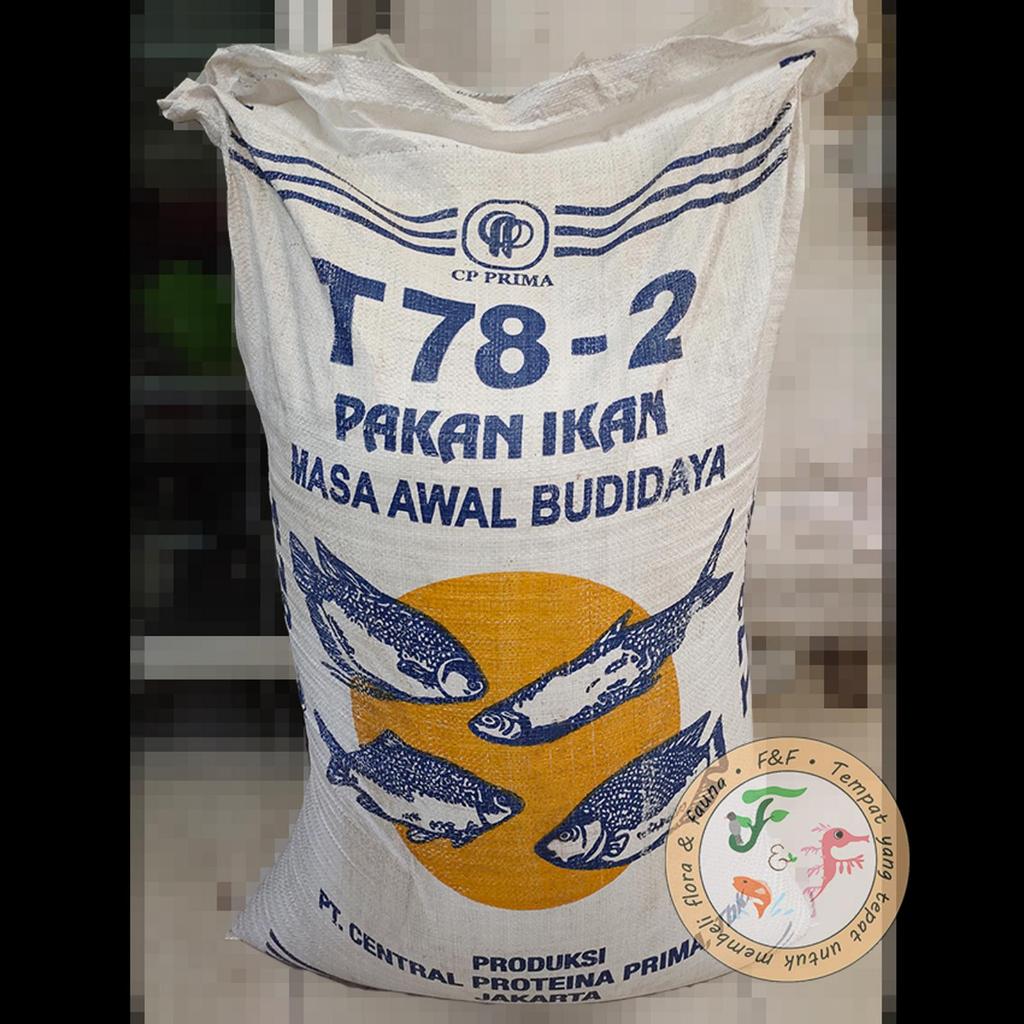 CP PRIMA
T78-2
PAKAN IKAN
MASA AWAL BUDIDAYA
PRODUKSI
PT. CENTRAL PROTEINA PRIMA
JAKARTA
F&F • Tempat yang tepat untuk membeli flora & fauna •
F
&